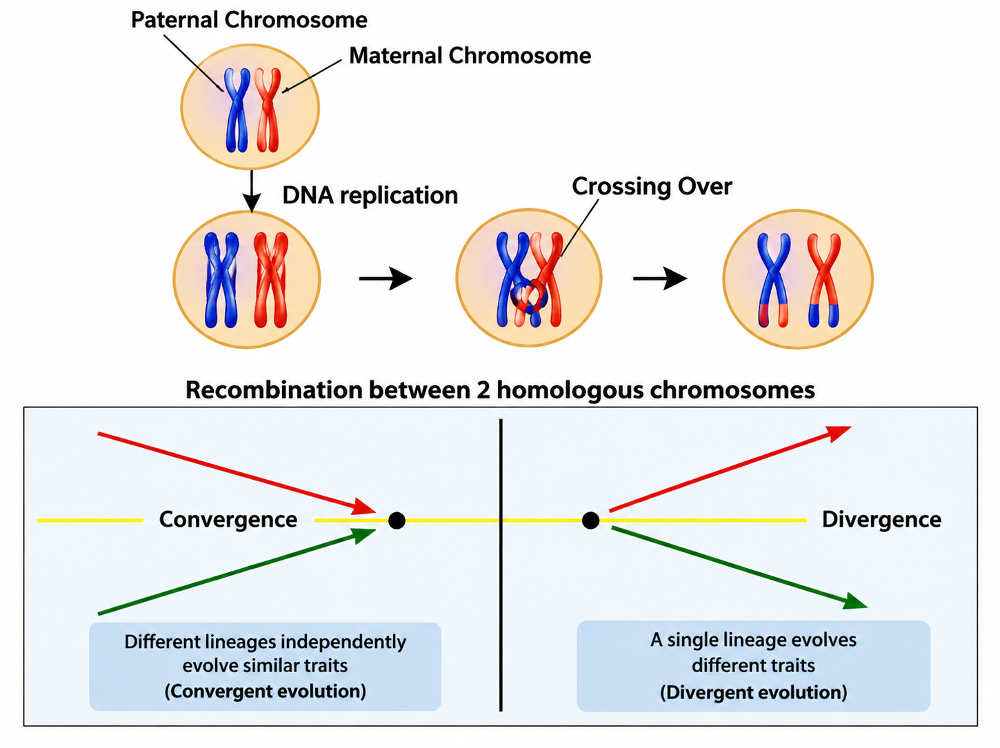 Paternal Chromosome
Maternal Chromosome
DNA replication
Crossing Over
Recombination between 2 homologous chromosomes
Convergence
Divergence
Different lineages independently
evolve similar traits
(Convergent evolution)
A single lineage evolves
different traits
(Divergent evolution)